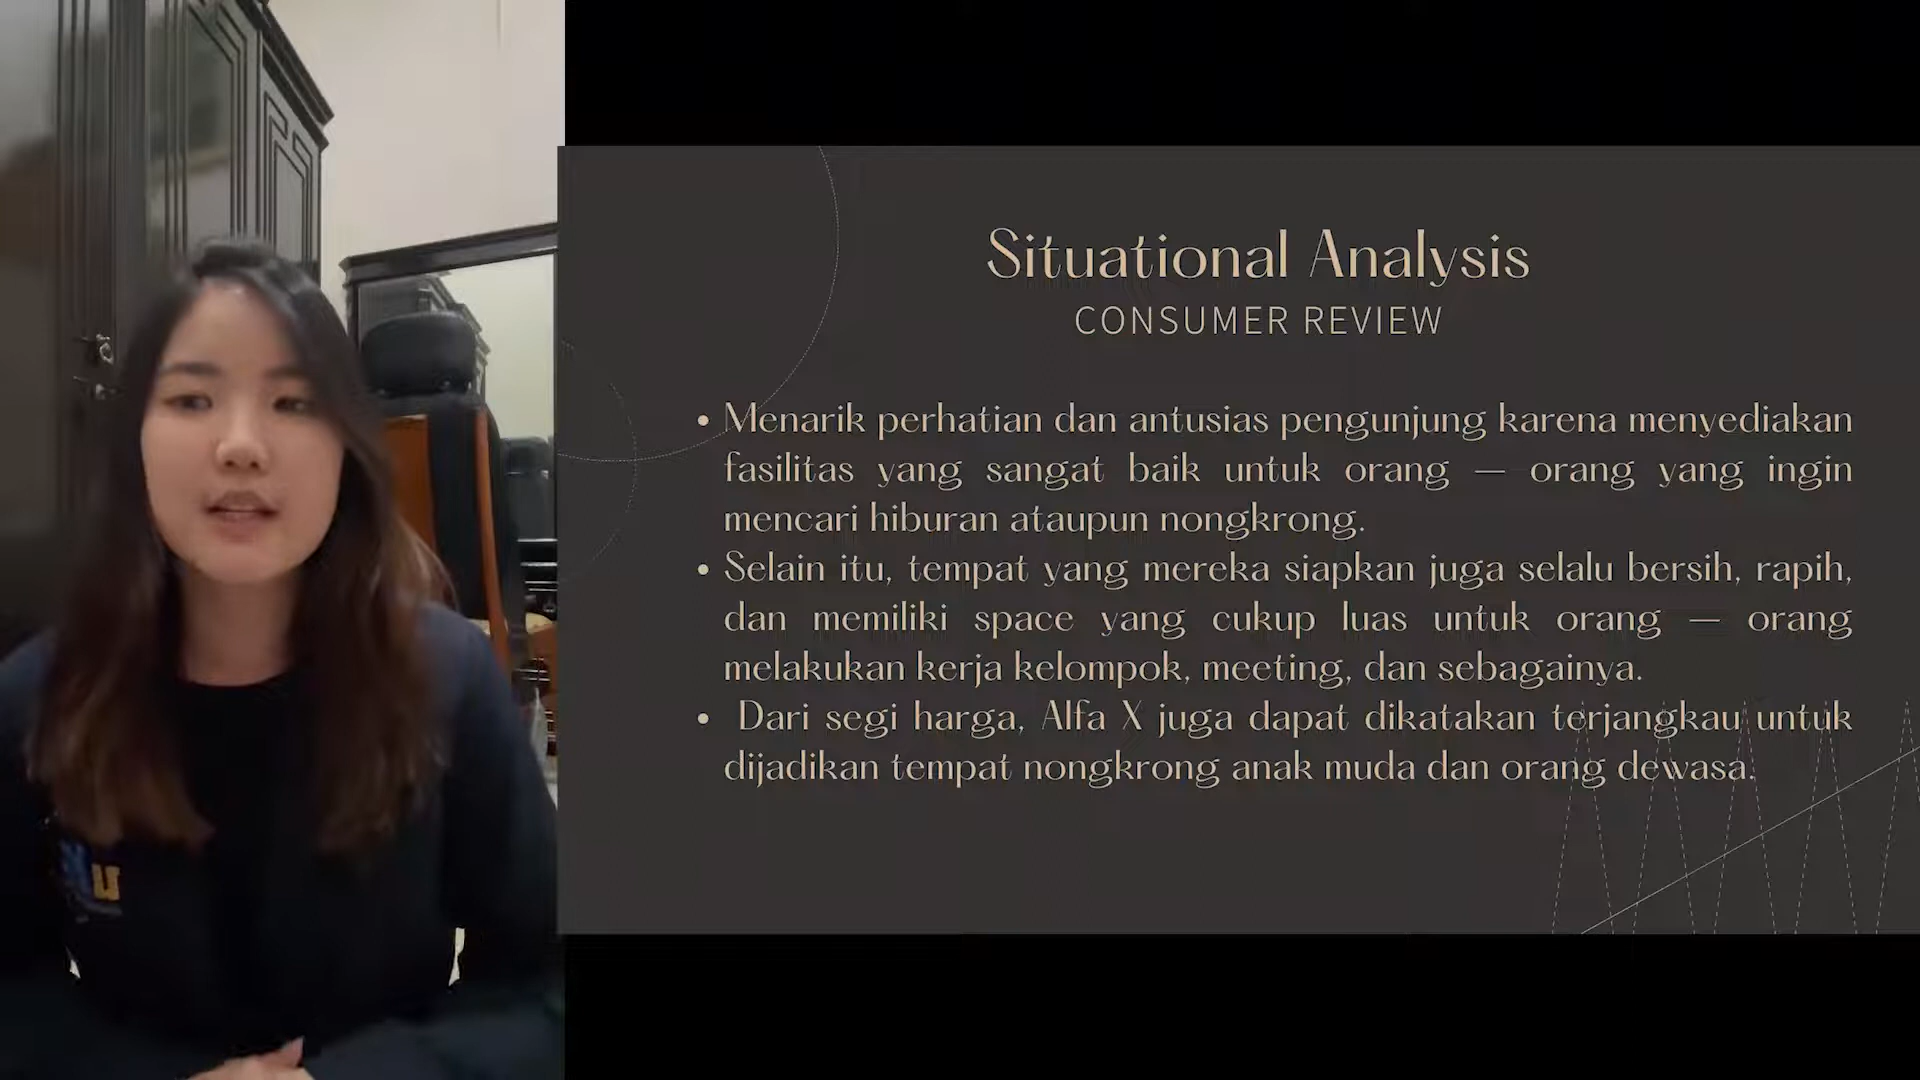 Situational Analysis
CONSUMER REVIEW
• Menarik perhatian dan antusias pengunjung karena menyediakan
fasilitas yang sangat baik untuk orang — orang yang ingin
mencari hiburan ataupun nongkrong.
• Selain itu, tempat yang mereka siapkan juga selalu bersih, rapih,
dan memiliki space yang cukup luas untuk orang — orang
melakukan kerja kelompok, meeting, dan sebagainya.
• Dari segi harga, Alfa X juga dapat dikatakan terjangkau untuk
dijadikan tempat nongkrong anak muda dan orang dewasa.